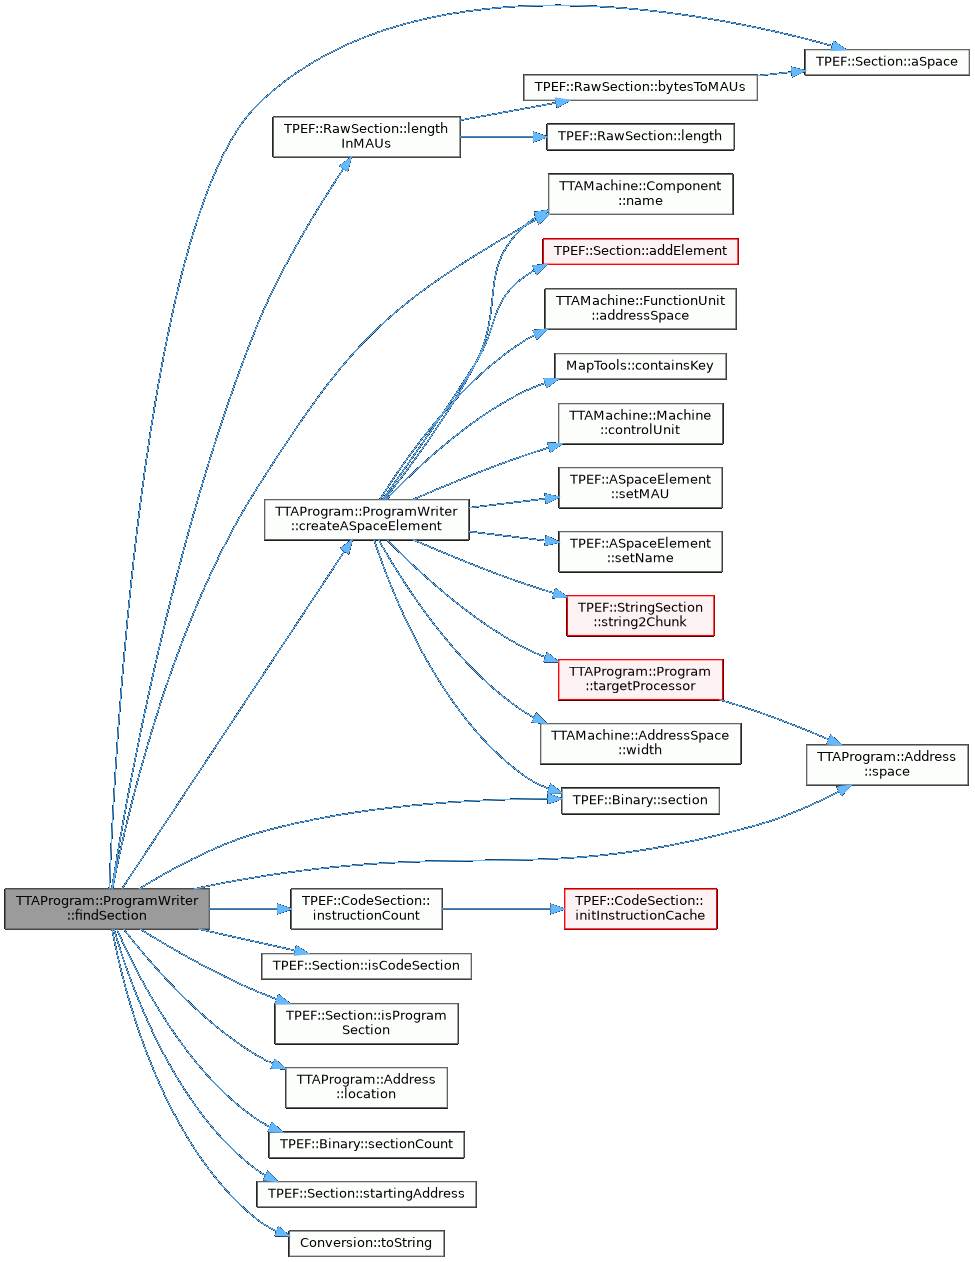 TPEF::Section::aSpace
TPEF::RawSection::bytesToMAUs
TPEF::RawSection::length
InMAUs
TPEF::RawSection::length
TTAMachine::Component
::name
TPEF::Section::addElement
TTAMachine::FunctionUnit
::addressSpace
MapTools::containsKey
TTAMachine::Machine
::controlUnit
TPEF::ASpaceElement
::setMAU
TTAProgram::ProgramWriter
::createASpaceElement
TPEF::ASpaceElement
::setName
TPEF::StringSection
::string2Chunk
TTAProgram::Program
::targetProcessor
TTAMachine::AddressSpace
::width
TTAProgram::Address
::space
TPEF::Binary::section
TTAProgram::ProgramWriter
::findSection
TPEF::CodeSection::
instructionCount
TPEF::CodeSection::
initInstructionCache
TPEF::Section::isCodeSection
TPEF::Section::isProgram
Section
TTAProgram::Address
::location
TPEF::Binary::sectionCount
TPEF::Section::startingAddress
Conversion::toString